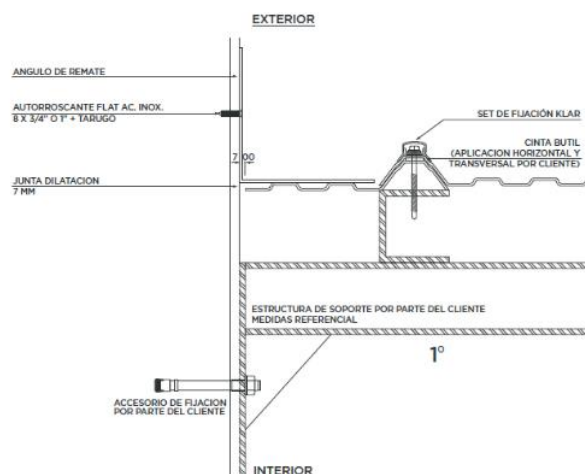 EXTERIOR
ANGULO DE REMATE
AUTORROSCANTE FLAT AC. INOX.
8 X 3/4" O 1" + TARUGO
SET DE FIJACIÓN KLAR
CINTA BUTIL
(APLICACION HORIZONTAL Y
TRANSVERSAL POR CLIENTE)
7,00
JUNTA DILATACION
7 MM
ESTRUCTURA DE SOPORTE POR PARTE DEL CLIENTE
MEDIDAS REFERENCIAL
1°
ACCESORIO DE FIJACION
POR PARTE DEL CLIENTE
INTERIOR